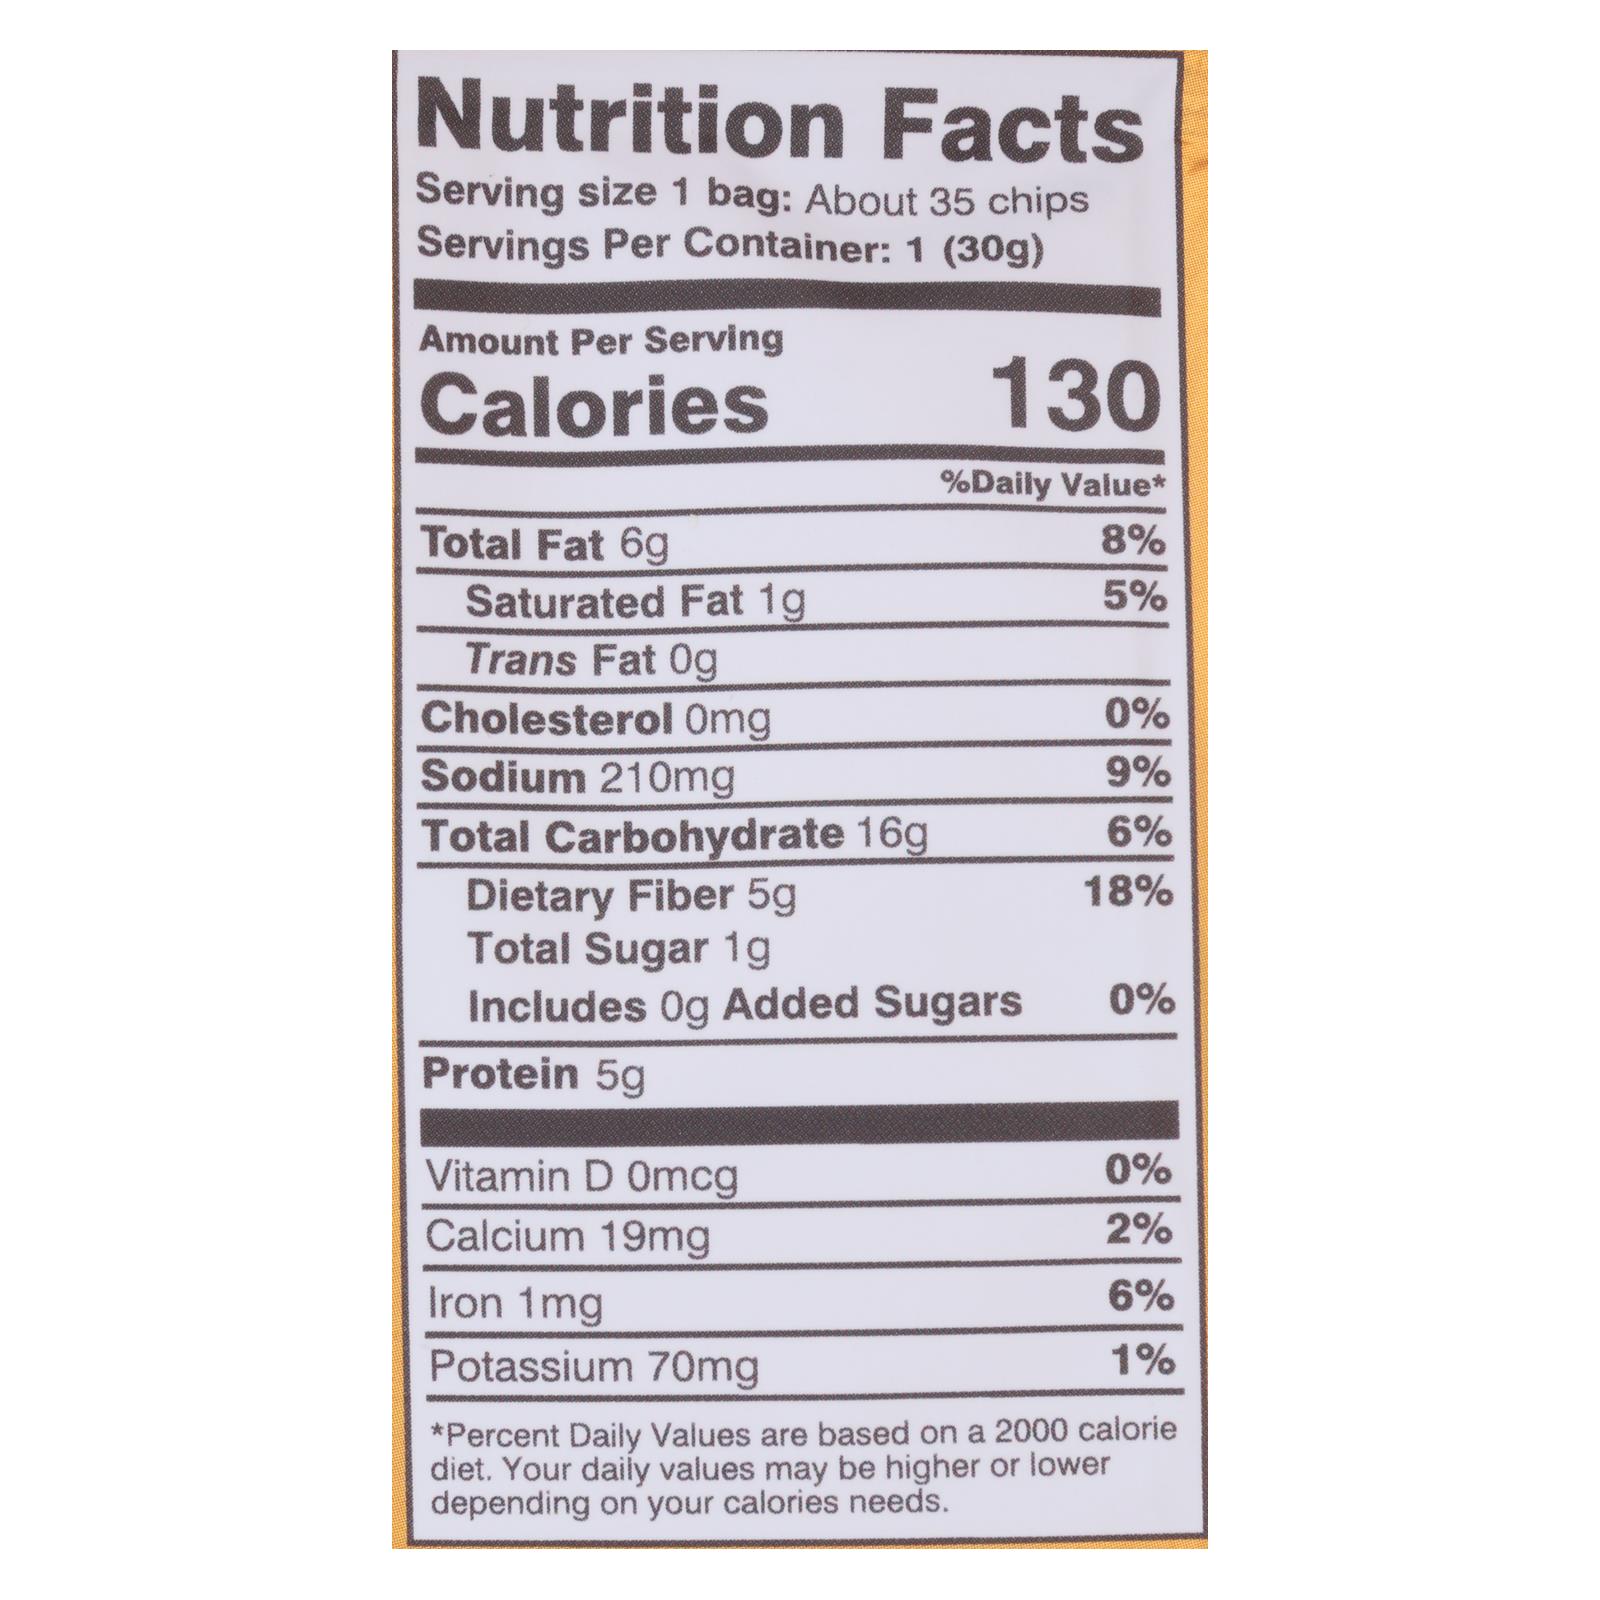 Nutrition Facts
Serving size 1 bag: About 35 chips
Servings Per Container: 1 (30g)
Amount Per Serving
Calories 130
%Daily Value*
Total Fat 6g 8%
Saturated Fat 1g 5%
Trans Fat 0g
Cholesterol 0mg 0%
Sodium 210mg 9%
Total Carbohydrate 16g 6%
Dietary Fiber 5g 18%
Total Sugar 1g
Includes 0g Added Sugars 0%
Protein 5g
Vitamin D 0mcg 0%
Calcium 19mg 2%
Iron 1mg 6%
Potassium 70mg 1%
*Percent Daily Values are based on a 2000 calorie
diet. Your daily values may be higher or lower
depending on your calories needs.